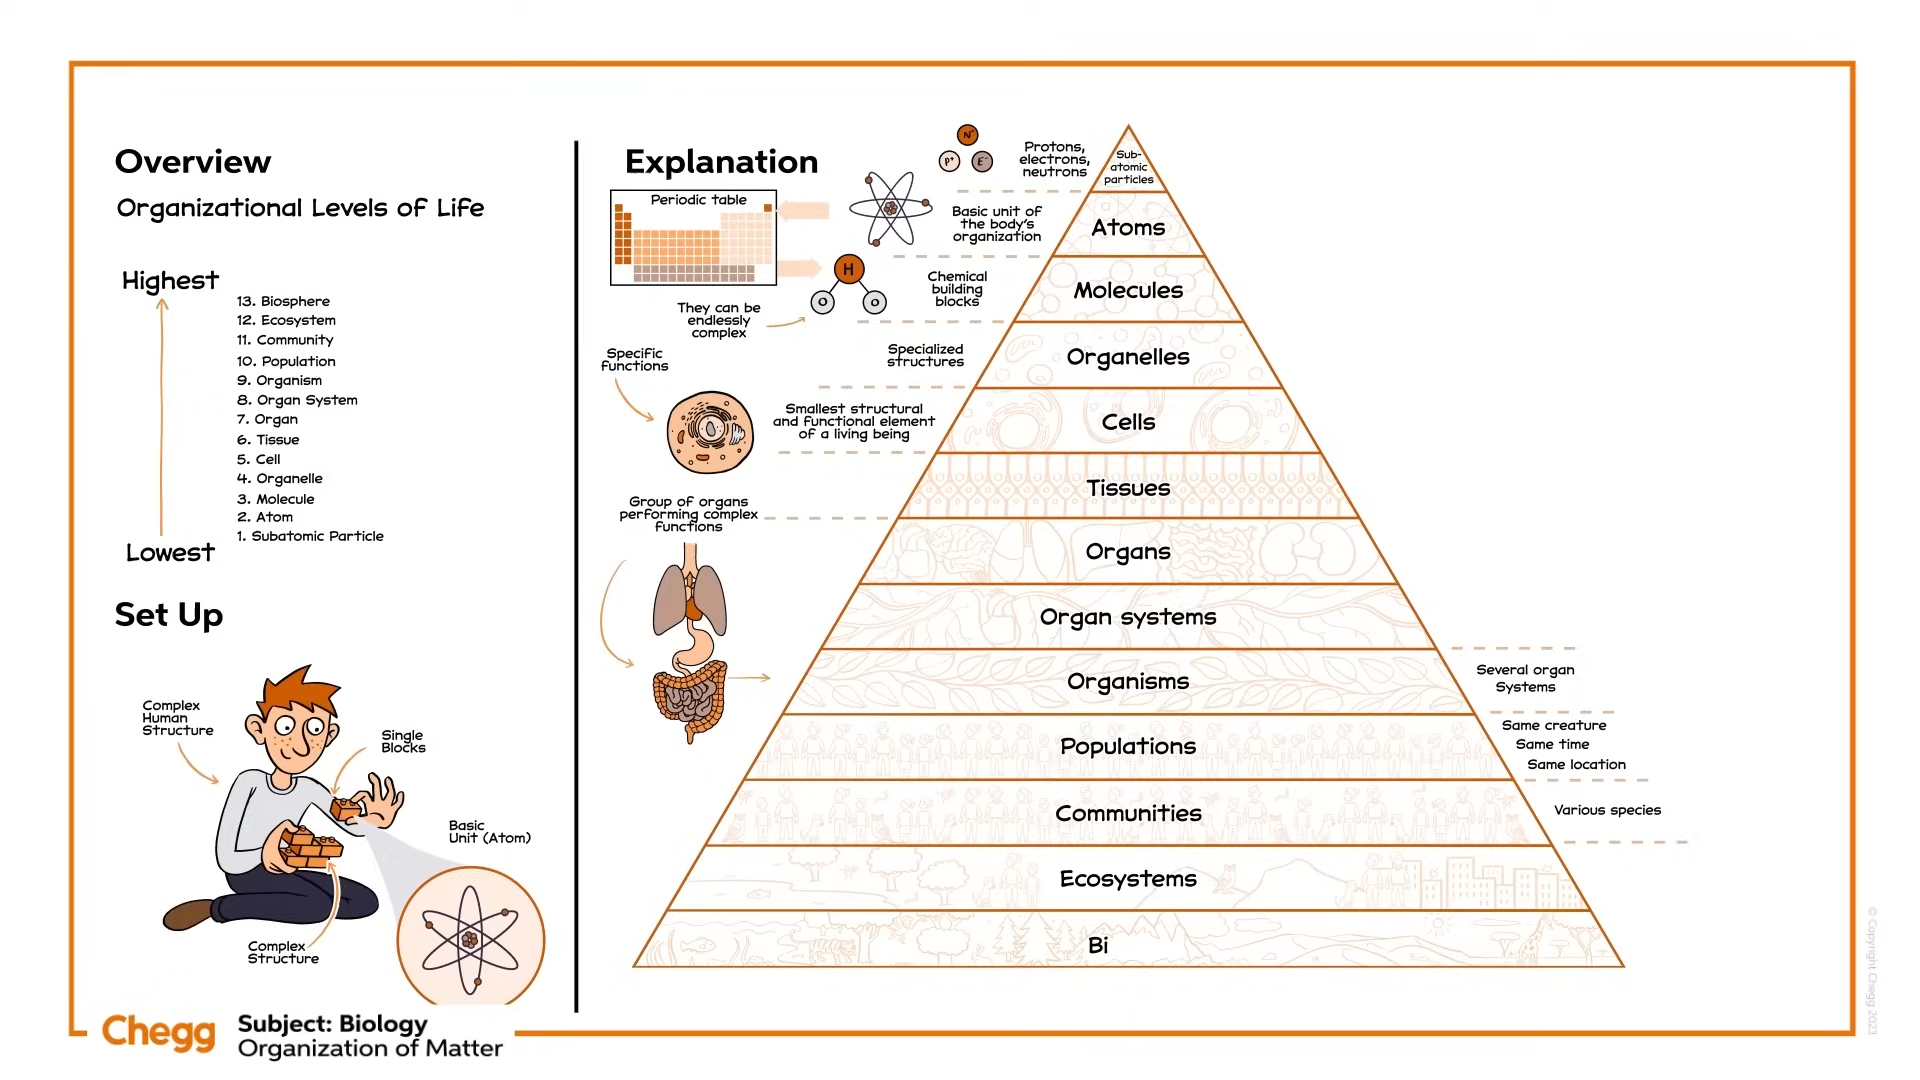 Overview
Organizational Levels of Life
Highest
13. Biosphere
12. Ecosystem
11. Community
10. Population
9. Organism
8. Organ System
7. Organ
6. Tissue
5. Cell
4. Organelle
3. Molecule
2. Atom
1. Subatomic Particle
Lowest
Set Up
Complex
Human
Structure
Single
Blocks
Basic
Unit (Atom)
Complex
Structure
Explanation
Periodic table
N°
P+
E-
Protons,
electrons,
neutrons
Basic unit of
the body's
organization
H
O
O
Chemical
building
blocks
They can be
endlessly
complex
Specialized
structures
Specific
functions
Smallest structural
and functional element
of a living being
Group of organs
performing complex
functions
Sub-
atomic
particles
Atoms
Molecules
Organelles
Cells
Tissues
Organs
Organ systems
Organisms
Populations
Communities
Ecosystems
Bi
Several organ
Systems
Same creature
Same time
Same location
Various species
Chegg
Subject: Biology
Organization of Matter
© Copyright Chegg 2023